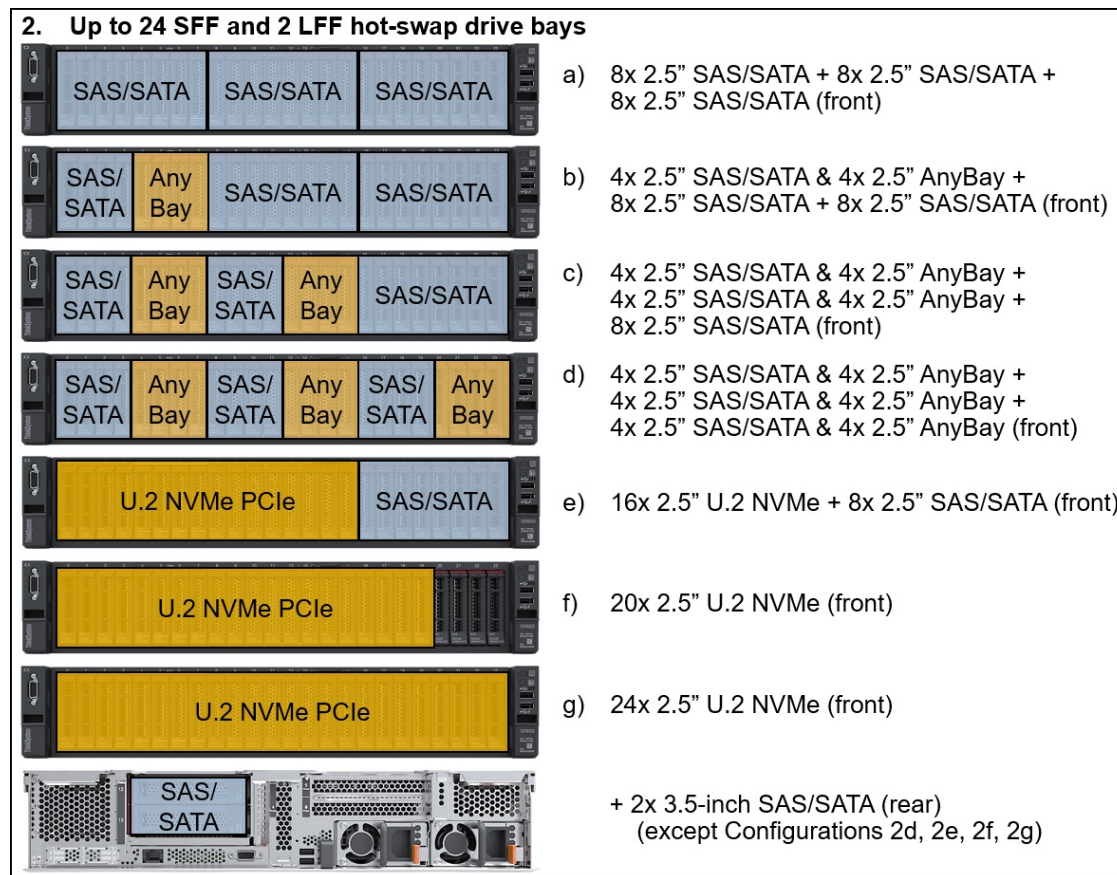 2. Up to 24 SFF and 2 LFF hot-swap drive bays
SAS/SATA SAS/SATA SAS/SATA
a) 8x 2.5” SAS/SATA + 8x 2.5” SAS/SATA +
8x 2.5” SAS/SATA (front)
SAS/
SATA
Any
Bay
SAS/SATA SAS/SATA
b) 4x 2.5” SAS/SATA & 4x 2.5” AnyBay +
8x 2.5” SAS/SATA + 8x 2.5” SAS/SATA (front)
SAS/
SATA
Any
Bay
SAS/
SATA
Any
Bay
SAS/SATA
c) 4x 2.5” SAS/SATA & 4x 2.5” AnyBay +
4x 2.5” SAS/SATA & 4x 2.5” AnyBay +
8x 2.5” SAS/SATA (front)
SAS/
SATA
Any
Bay
SAS/
SATA
Any
Bay
SAS/
SATA
Any
Bay
d) 4x 2.5” SAS/SATA & 4x 2.5” AnyBay +
4x 2.5” SAS/SATA & 4x 2.5” AnyBay +
4x 2.5” SAS/SATA & 4x 2.5” AnyBay (front)
U.2 NVMe PCIe SAS/SATA
e) 16x 2.5” U.2 NVMe + 8x 2.5” SAS/SATA (front)
U.2 NVMe PCIe
f) 20x 2.5” U.2 NVMe (front)
U.2 NVMe PCIe
g) 24x 2.5” U.2 NVMe (front)
SAS/
SATA
+ 2x 3.5-inch SAS/SATA (rear)
(except Configurations 2d, 2e, 2f, 2g)